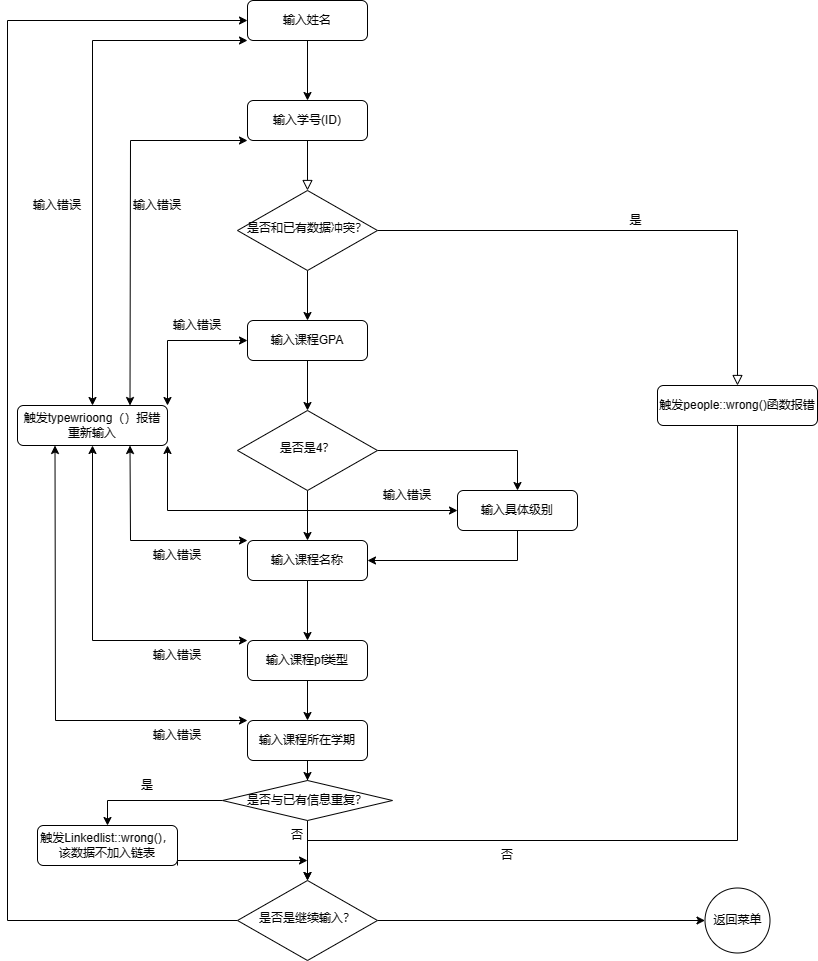 输入姓名
输入学号(ID)
输入错误
输入错误
是否和已有数据冲突?
是
输入错误
输入课程GPA
触发typewrioong（）报错
重新输入
触发people::wrong()函数报错
是否是4?
输入错误
输入具体级别
输入错误
输入课程名称
输入错误
输入课程pf类型
输入错误
输入课程所在学期
是
是否与已有信息重复?
触发Linkedlist::wrong(),
该数据不加入链表
否
否
是否是继续输入?
返回菜单